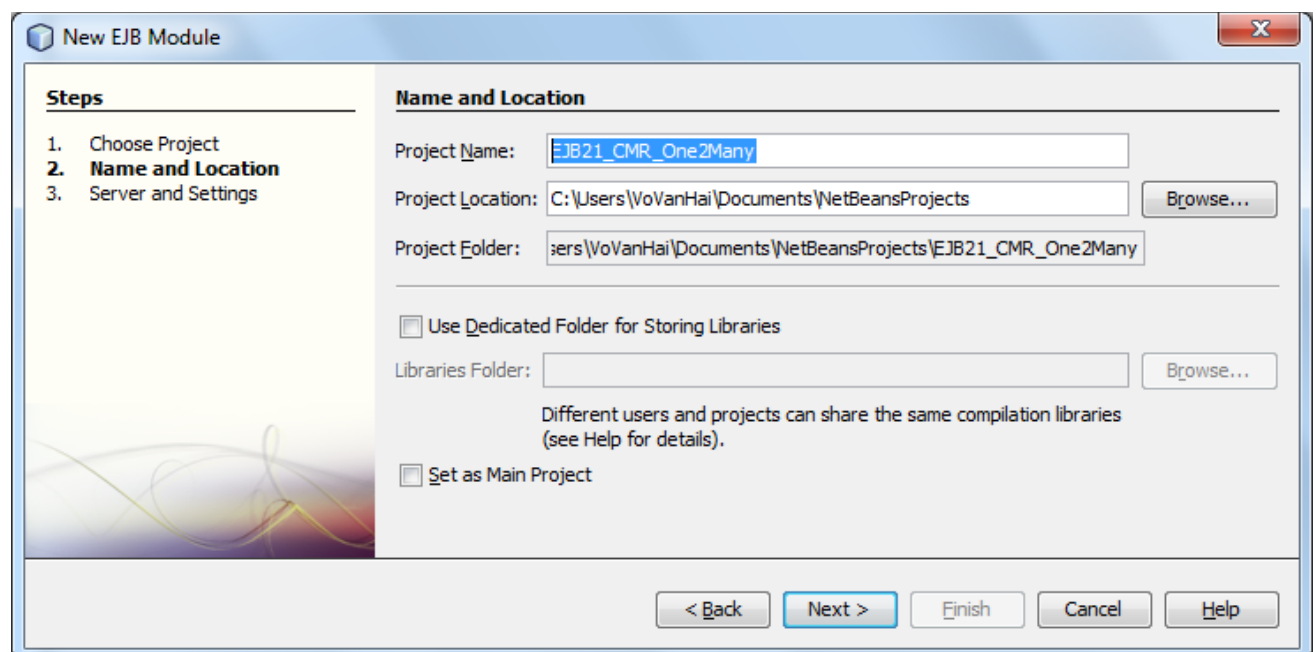 New EJB Module
X
Steps
1. Choose Project
2. Name and Location
3. Server and Settings
Name and Location
Project Name: EJB21_CMR_One2Many
Project Location: C:\Users\VoVanHai\Documents\NetBeansProjects Browse...
Project Folder: sers\VoVanHai\Documents\NetBeansProjects\EJB21_CMR_One2Many
Use Dedicated Folder for Storing Libraries
Libraries Folder: Browse...
Different users and projects can share the same compilation libraries
(see Help for details).
Set as Main Project
< Back Next > Finish Cancel Help